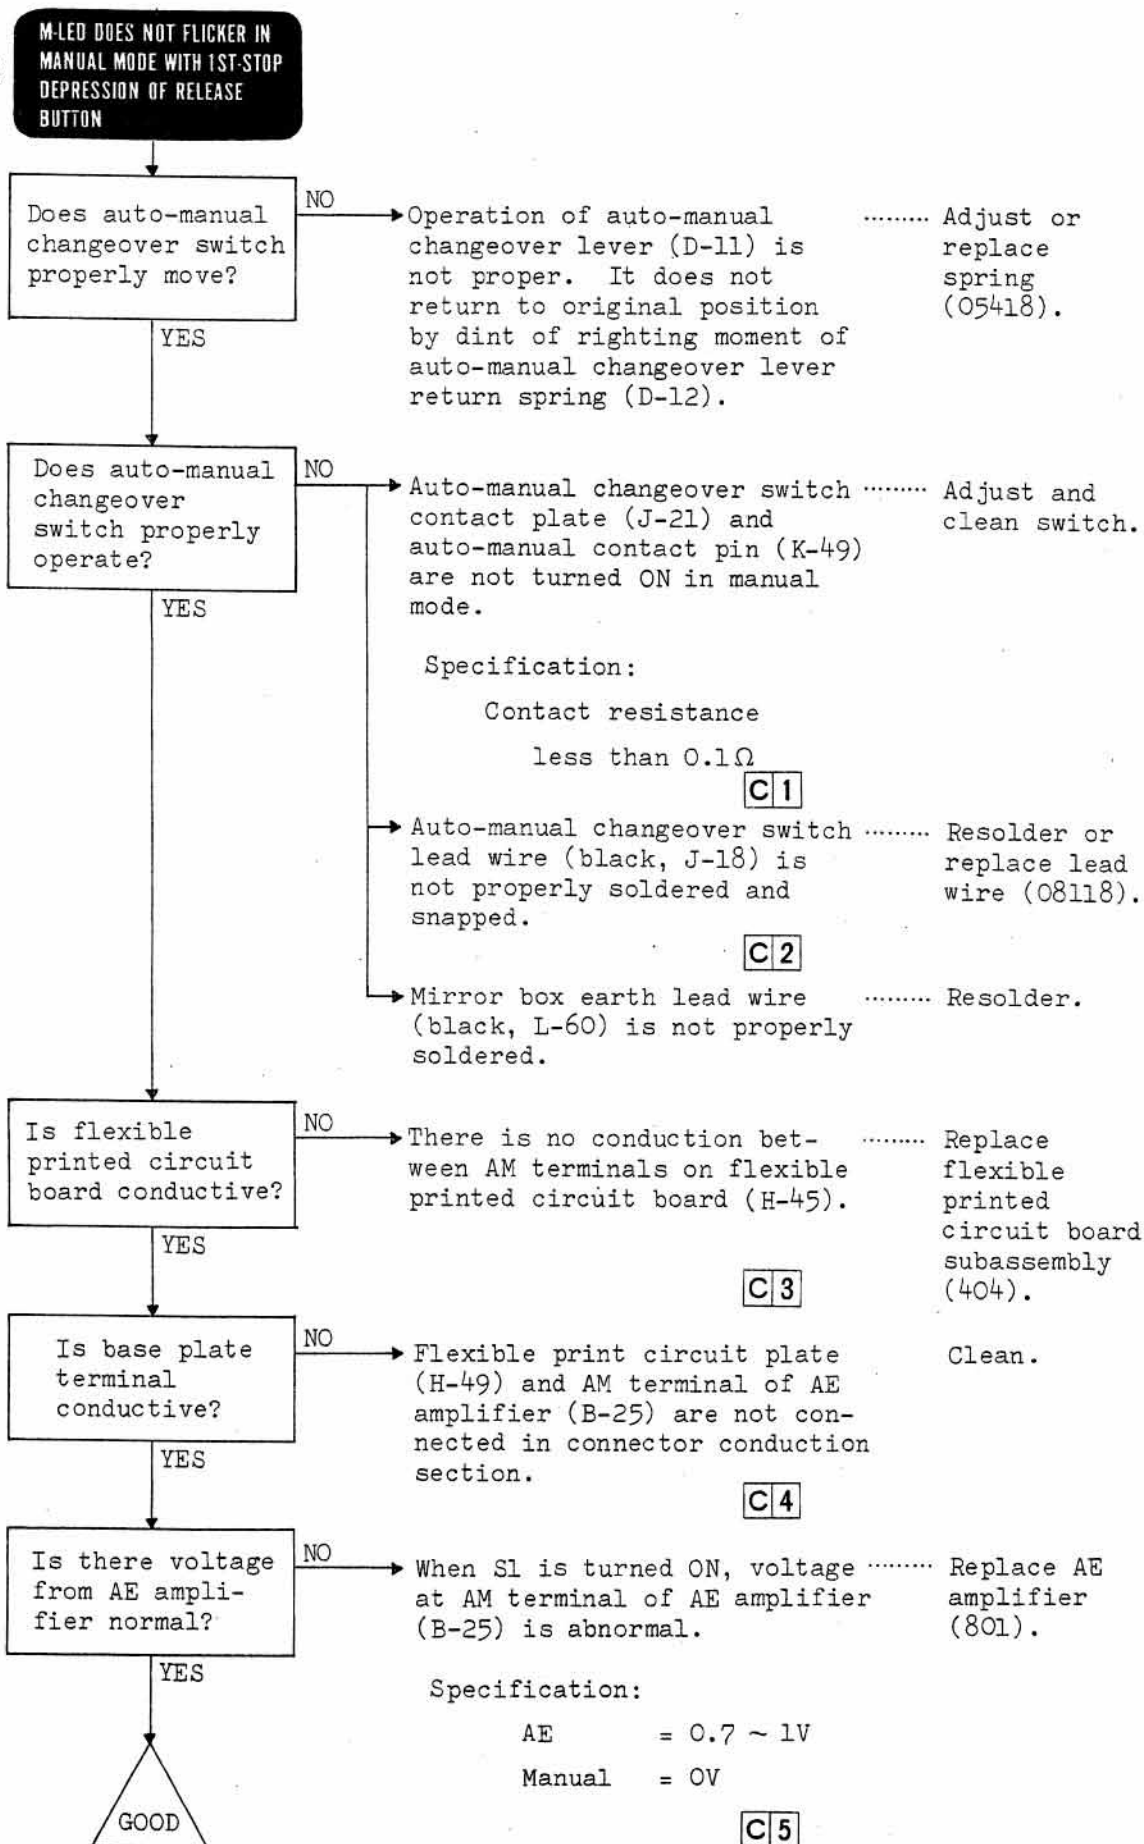 M-LED DOES NOT FLICKER IN
MANUAL MODE WITH 1ST-STOP
DEPRESSION OF RELEASE
BUTTON
Does auto-manual
changeover switch
properly move?
NO
Operation of auto-manual
changeover lever (D-11) is
not proper. It does not
return to original position
by dint of righting moment of
auto-manual changeover lever
return spring (D-12).
......... Adjust or
replace
spring
(05418).
YES
Does auto-manual
changeover
switch properly
operate?
NO
Auto-manual changeover switch
contact plate (J-21) and
auto-manual contact pin (K-49)
are not turned ON in manual
mode.
........ Adjust and
clean switch.
Specification:
Contact resistance
less than 0.1Ω
C 1
Auto-manual changeover switch
lead wire (black, J-18) is
not properly soldered and
snapped.
......... Resolder or
replace lead
wire (08118).
C 2
Mirror box earth lead wire
(black, L-60) is not properly
soldered.
......... Resolder.
YES
Is flexible
printed circuit
board conductive?
NO
There is no conduction bet-
ween AM terminals on flexible
printed circuit board (H-45).
......... Replace
flexible
printed
circuit board
subassembly
(404).
C 3
YES
Is base plate
terminal
conductive?
NO
Flexible print circuit plate
(H-49) and AM terminal of AE
amplifier (B-25) are not con-
nected in connector conduction
section.
Clean.
C 4
YES
Is there voltage
from AE ampli-
fier normal?
NO
When S1 is turned ON, voltage
at AM terminal of AE amplifier
(B-25) is abnormal.
........ Replace AE
amplifier
(801).
YES
Specification:
AE = 0.7 ~ 1V
Manual = 0V
C 5
GOOD